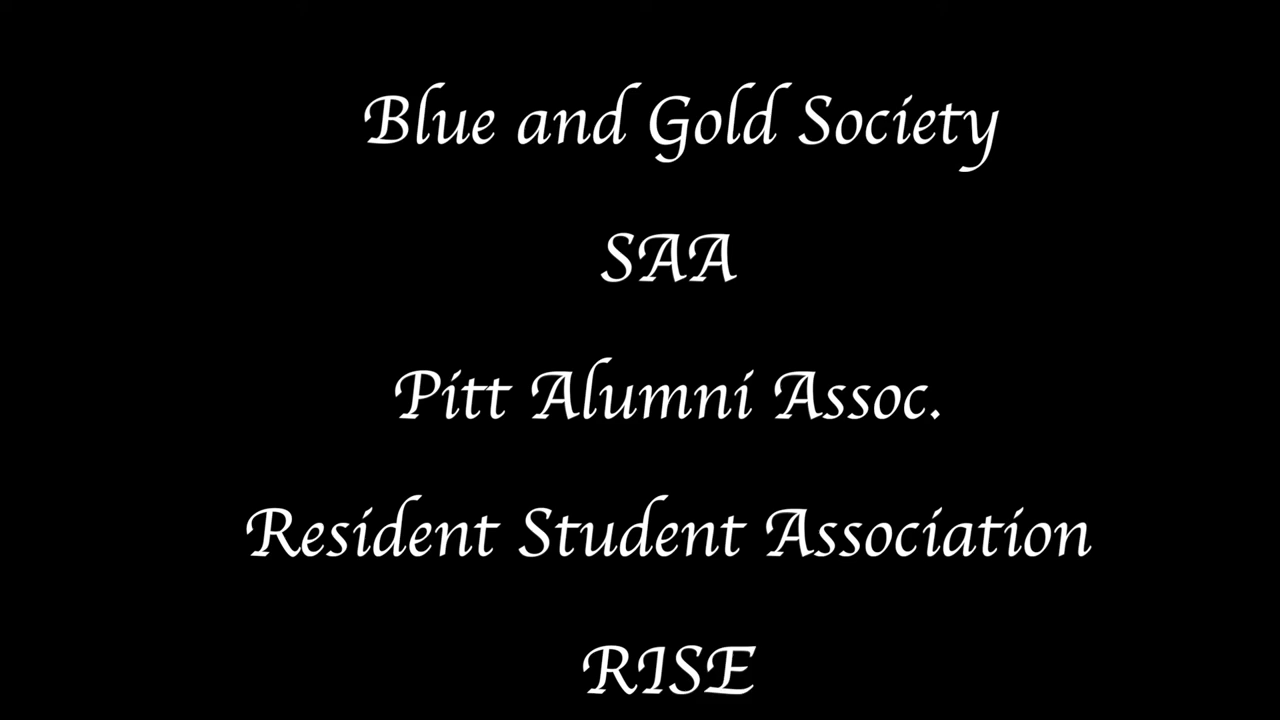 Blue and Gold Society
SAA
Pitt Alumni Assoc.
Resident Student Association
RISE